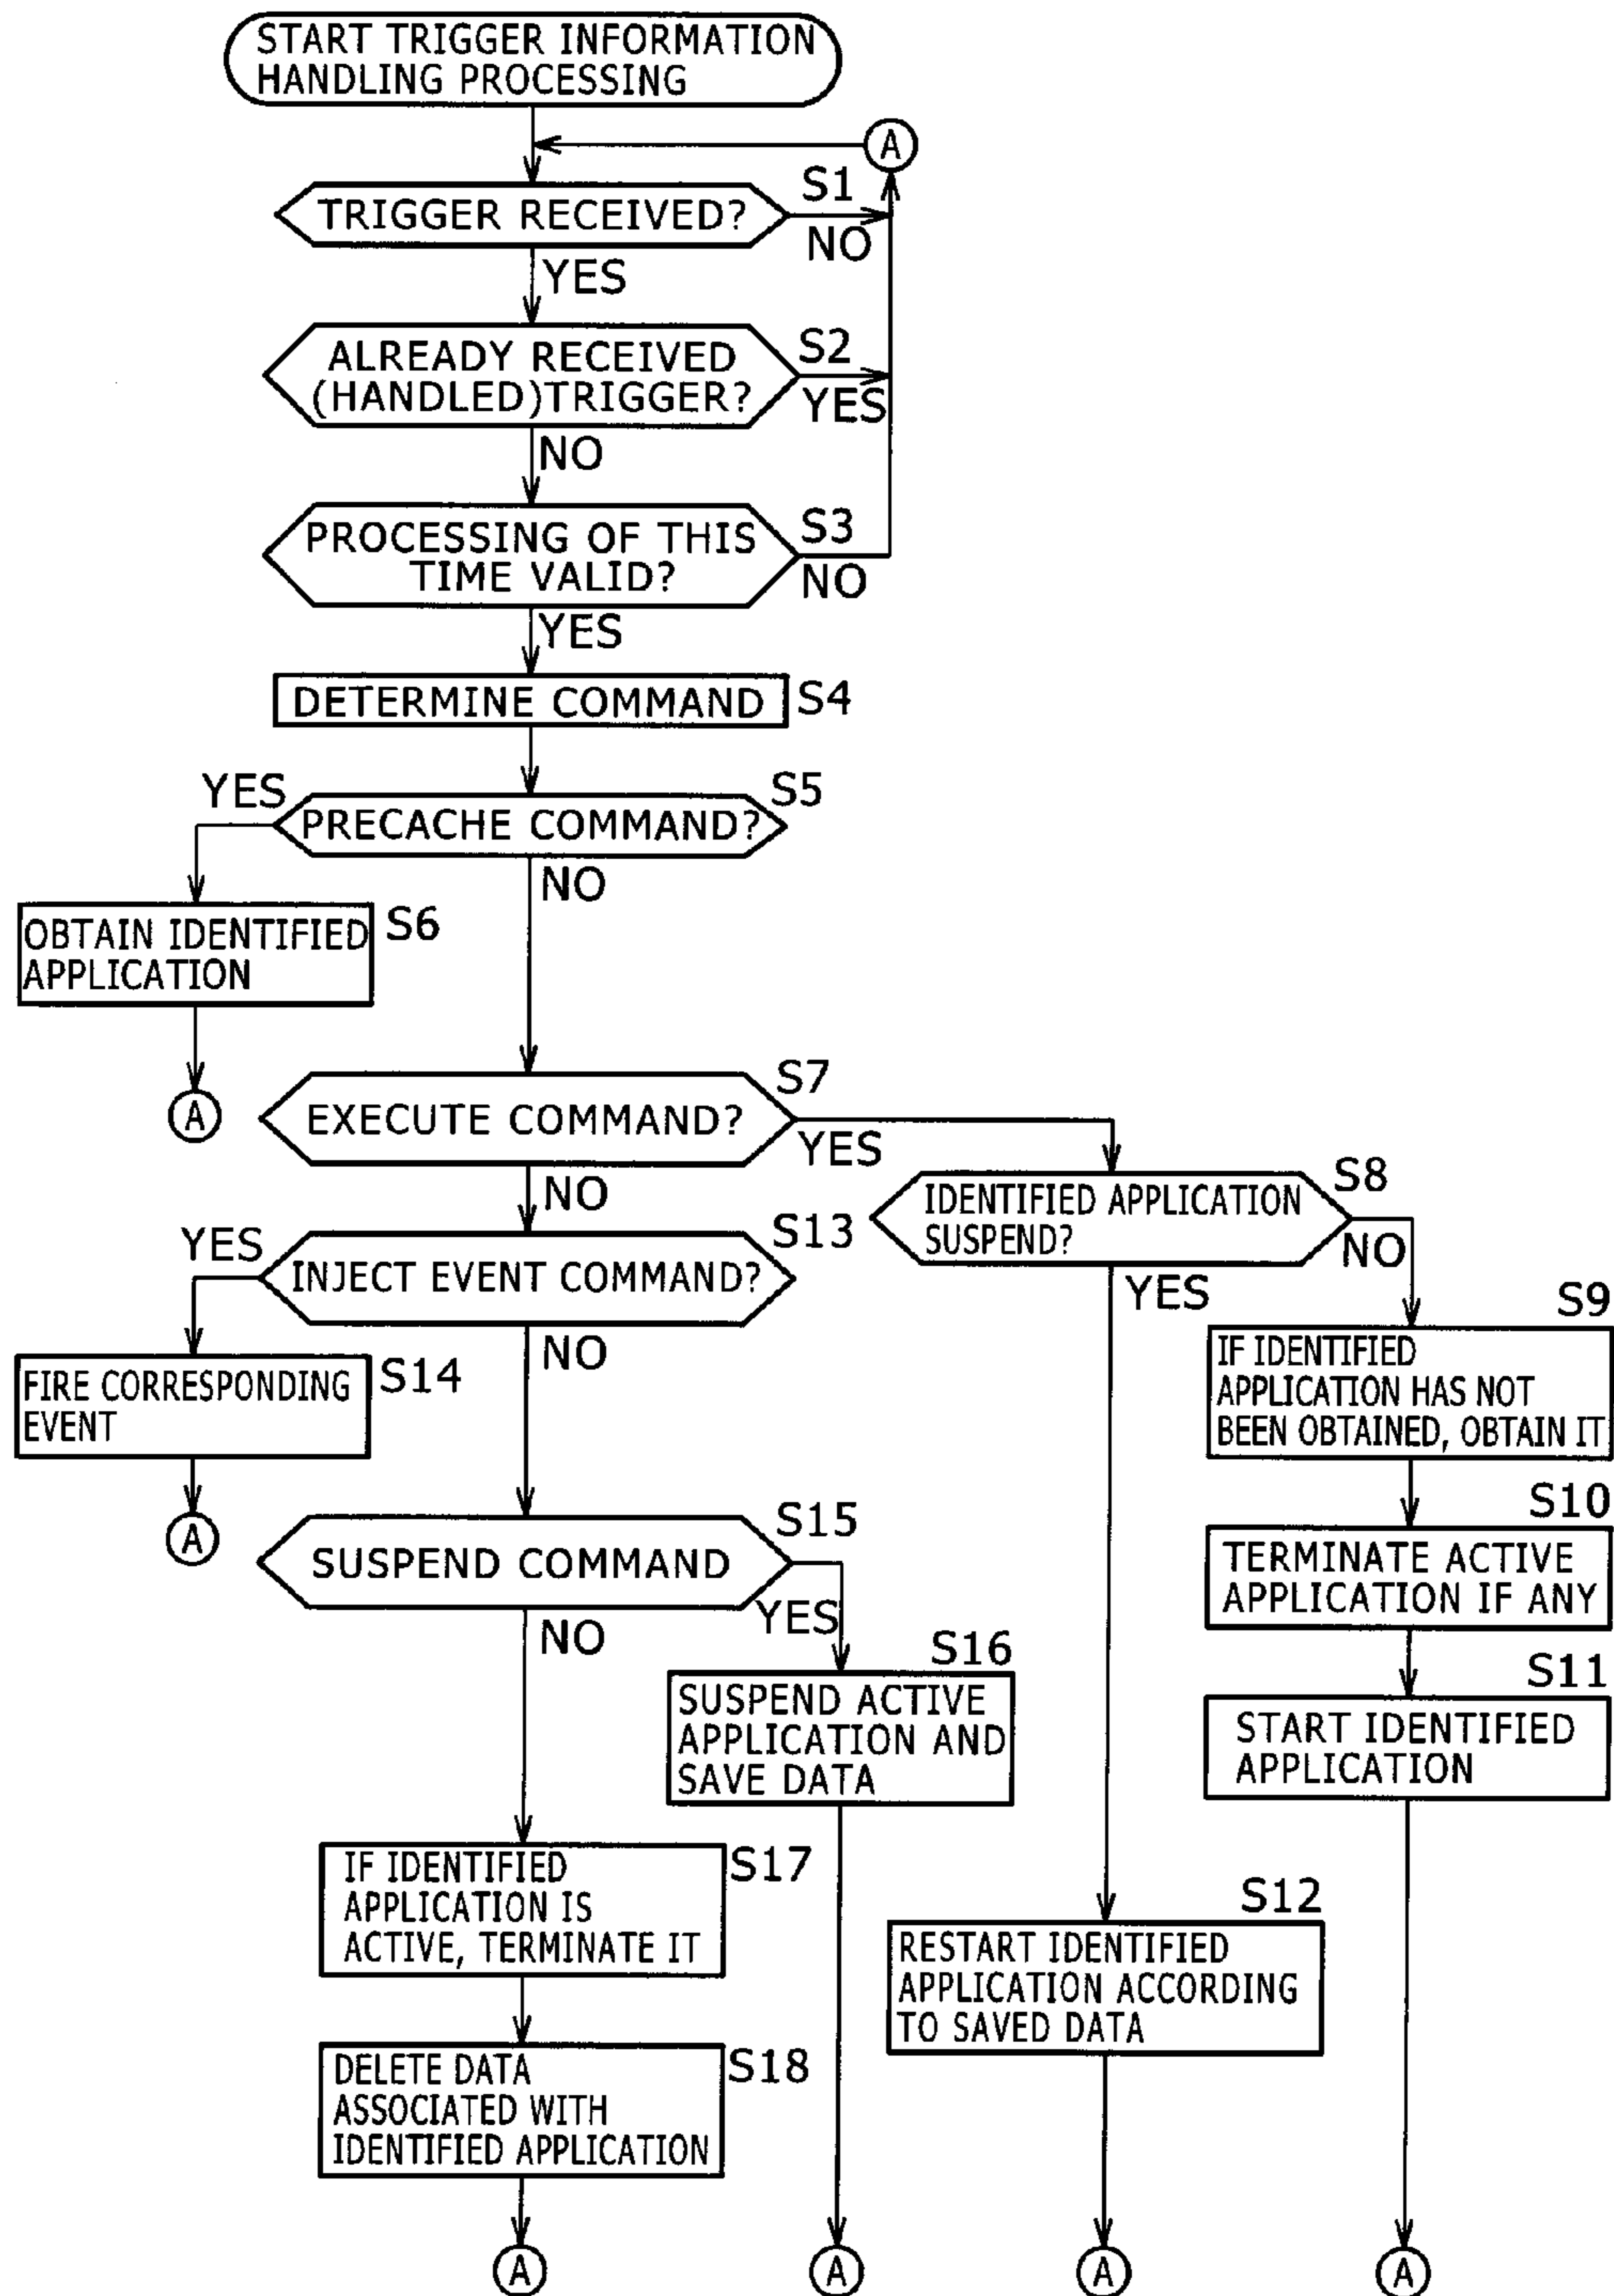 START TRIGGER INFORMATION
HANDLING PROCESSING
A
S1
TRIGGER RECEIVED?
NO
YES
S2
ALREADY RECEIVED
(HANDLED)TRIGGER?
YES
NO
S3
PROCESSING OF THIS
TIME VALID?
NO
YES
DETERMINE COMMAND
S4
YES
S5
PRECACHE COMMAND?
NO
S6
OBTAIN IDENTIFIED
APPLICATION
A
S7
EXECUTE COMMAND?
YES
NO
S8
IDENTIFIED APPLICATION
SUSPEND?
NO
YES
S9
IF IDENTIFIED
APPLICATION HAS NOT
BEEN OBTAINED, OBTAIN IT
S10
TERMINATE ACTIVE
APPLICATION IF ANY
S11
START IDENTIFIED
APPLICATION
A
S12
RESTART IDENTIFIED
APPLICATION ACCORDING
TO SAVED DATA
A
YES
S13
INJECT EVENT COMMAND?
NO
S14
FIRE CORRESPONDING
EVENT
A
S15
SUSPEND COMMAND
YES
NO
S16
SUSPEND ACTIVE
APPLICATION AND
SAVE DATA
A
S17
IF IDENTIFIED
APPLICATION IS
ACTIVE, TERMINATE IT
S18
DELETE DATA
ASSOCIATED WITH
IDENTIFIED APPLICATION
A